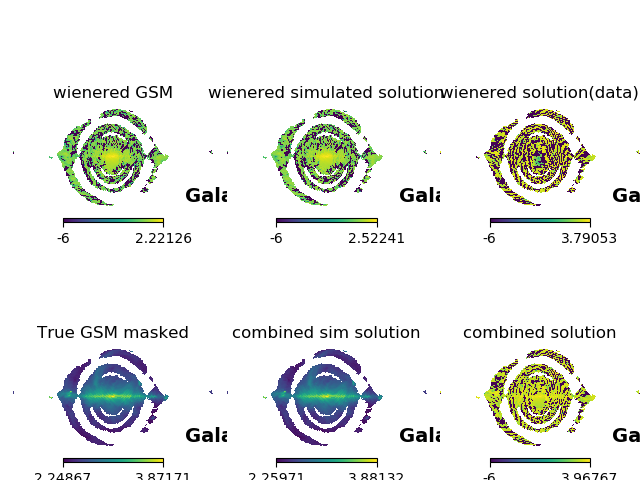 wienered GSM
wienered simulated solution
wienered solution(data)
Gala
Gala
Ga
-6 2.22126
-6 2.52241
-6 3.79053
True GSM masked
combined sim solution
combined solution
Gala
Gala
Ga
2.24867 3.87171
2.25971 3.88132
-6 3.96767